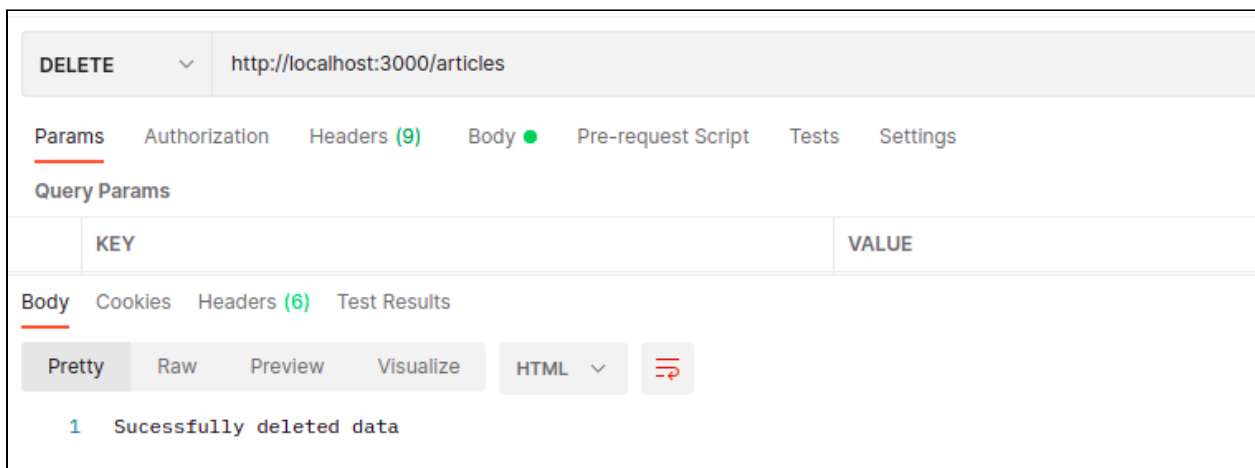 DELETE http://localhost:3000/articles
Params Authorization Headers (9) Body Pre-request Script Tests Settings
Query Params
KEY VALUE
Body Cookies Headers (6) Test Results
Pretty Raw Preview Visualize HTML
1 Sucessfully deleted data